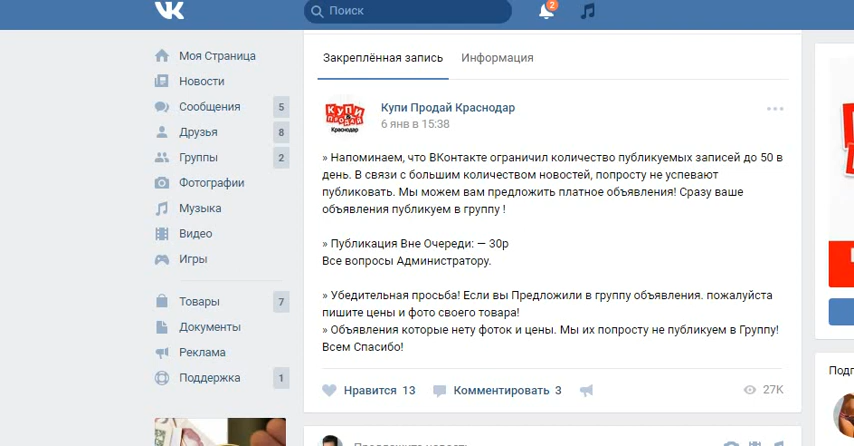 Поиск
2
Моя Страница
Новости
Сообщения 5
Друзья 8
Группы 2
Фотографии
Музыка
Видео
Игры
Товары 7
Документы
Реклама
Поддержка 1
Закреплённая запись Информация
КУПИ
ПРОДАЙ
Краснодар
Купи Продай Краснодар
6 янв в 15:38
» Напоминаем, что ВКонтакте ограничил количество публикуемых записей до 50 в
день. В связи с большим количеством новостей, попросту не успевают
публиковать. Мы можем вам предложить платное объявления! Сразу ваше
объявления публикуем в группу !
» Публикация Вне Очереди: — 30р
Все вопросы Администратору.
» Убедительная просьба! Если вы Предложили в группу объявления. пожалуйста
пишите цены и фото своего товара!
» Объявления которые нету фоток и цены. Мы их попросту не публикуем в Группу!
Всем Спасибо!
Нравится 13 Комментировать 3 27K